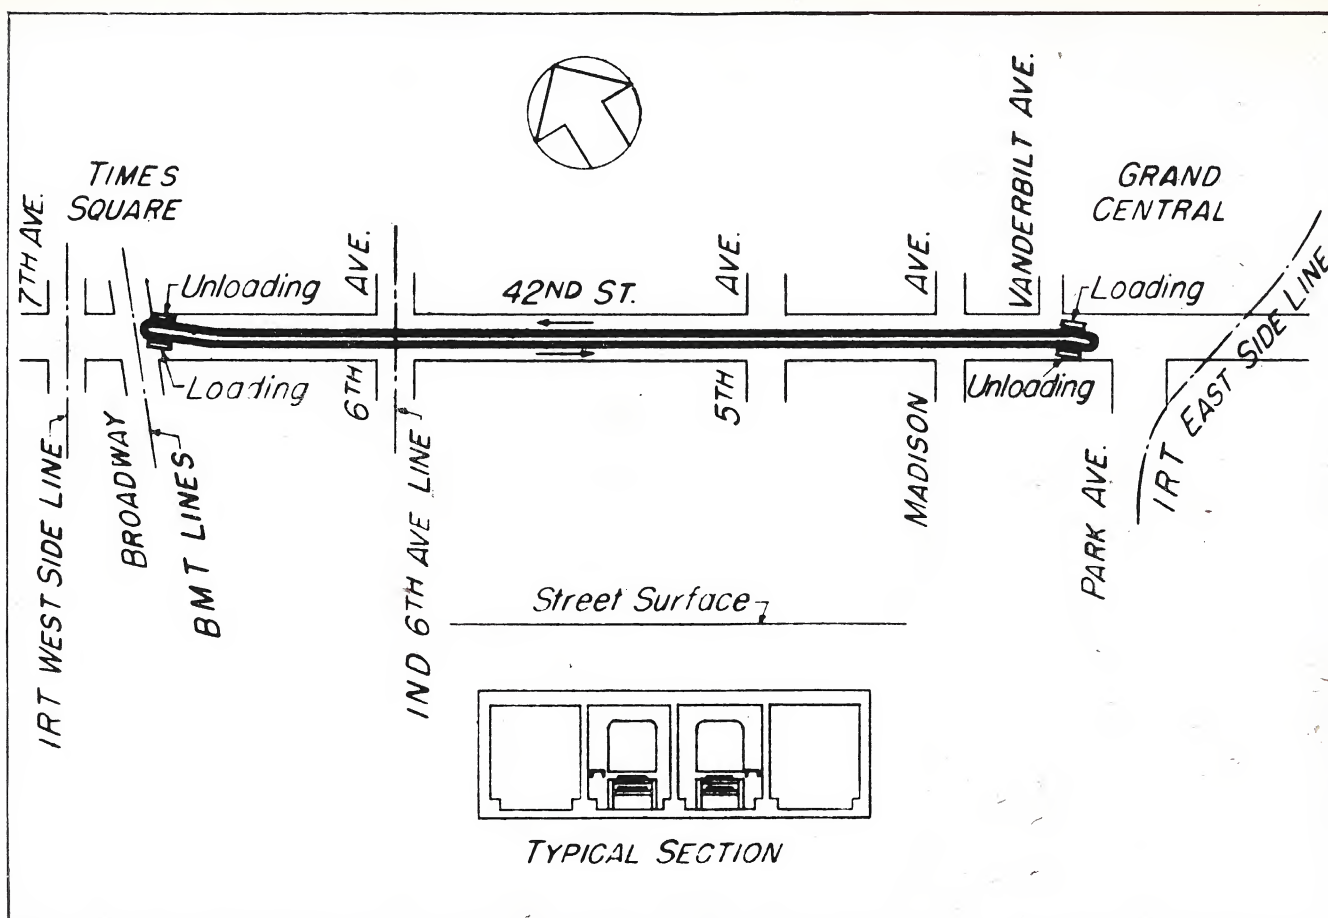 TIMES
SQUARE
7TH AVE.
Unloading
Loading
IRT WEST SIDE LINE
BROADWAY
BMT LINES
6TH AVE.
IND 6TH AVE LINE
42ND ST.
5TH AVE.
MADISON AVE.
VANDERBILT AVE.
GRAND
CENTRAL
Loading
Unloading
PARK AVE.
IRT EAST SIDE LINE
Street Surface
TYPICAL SECTION